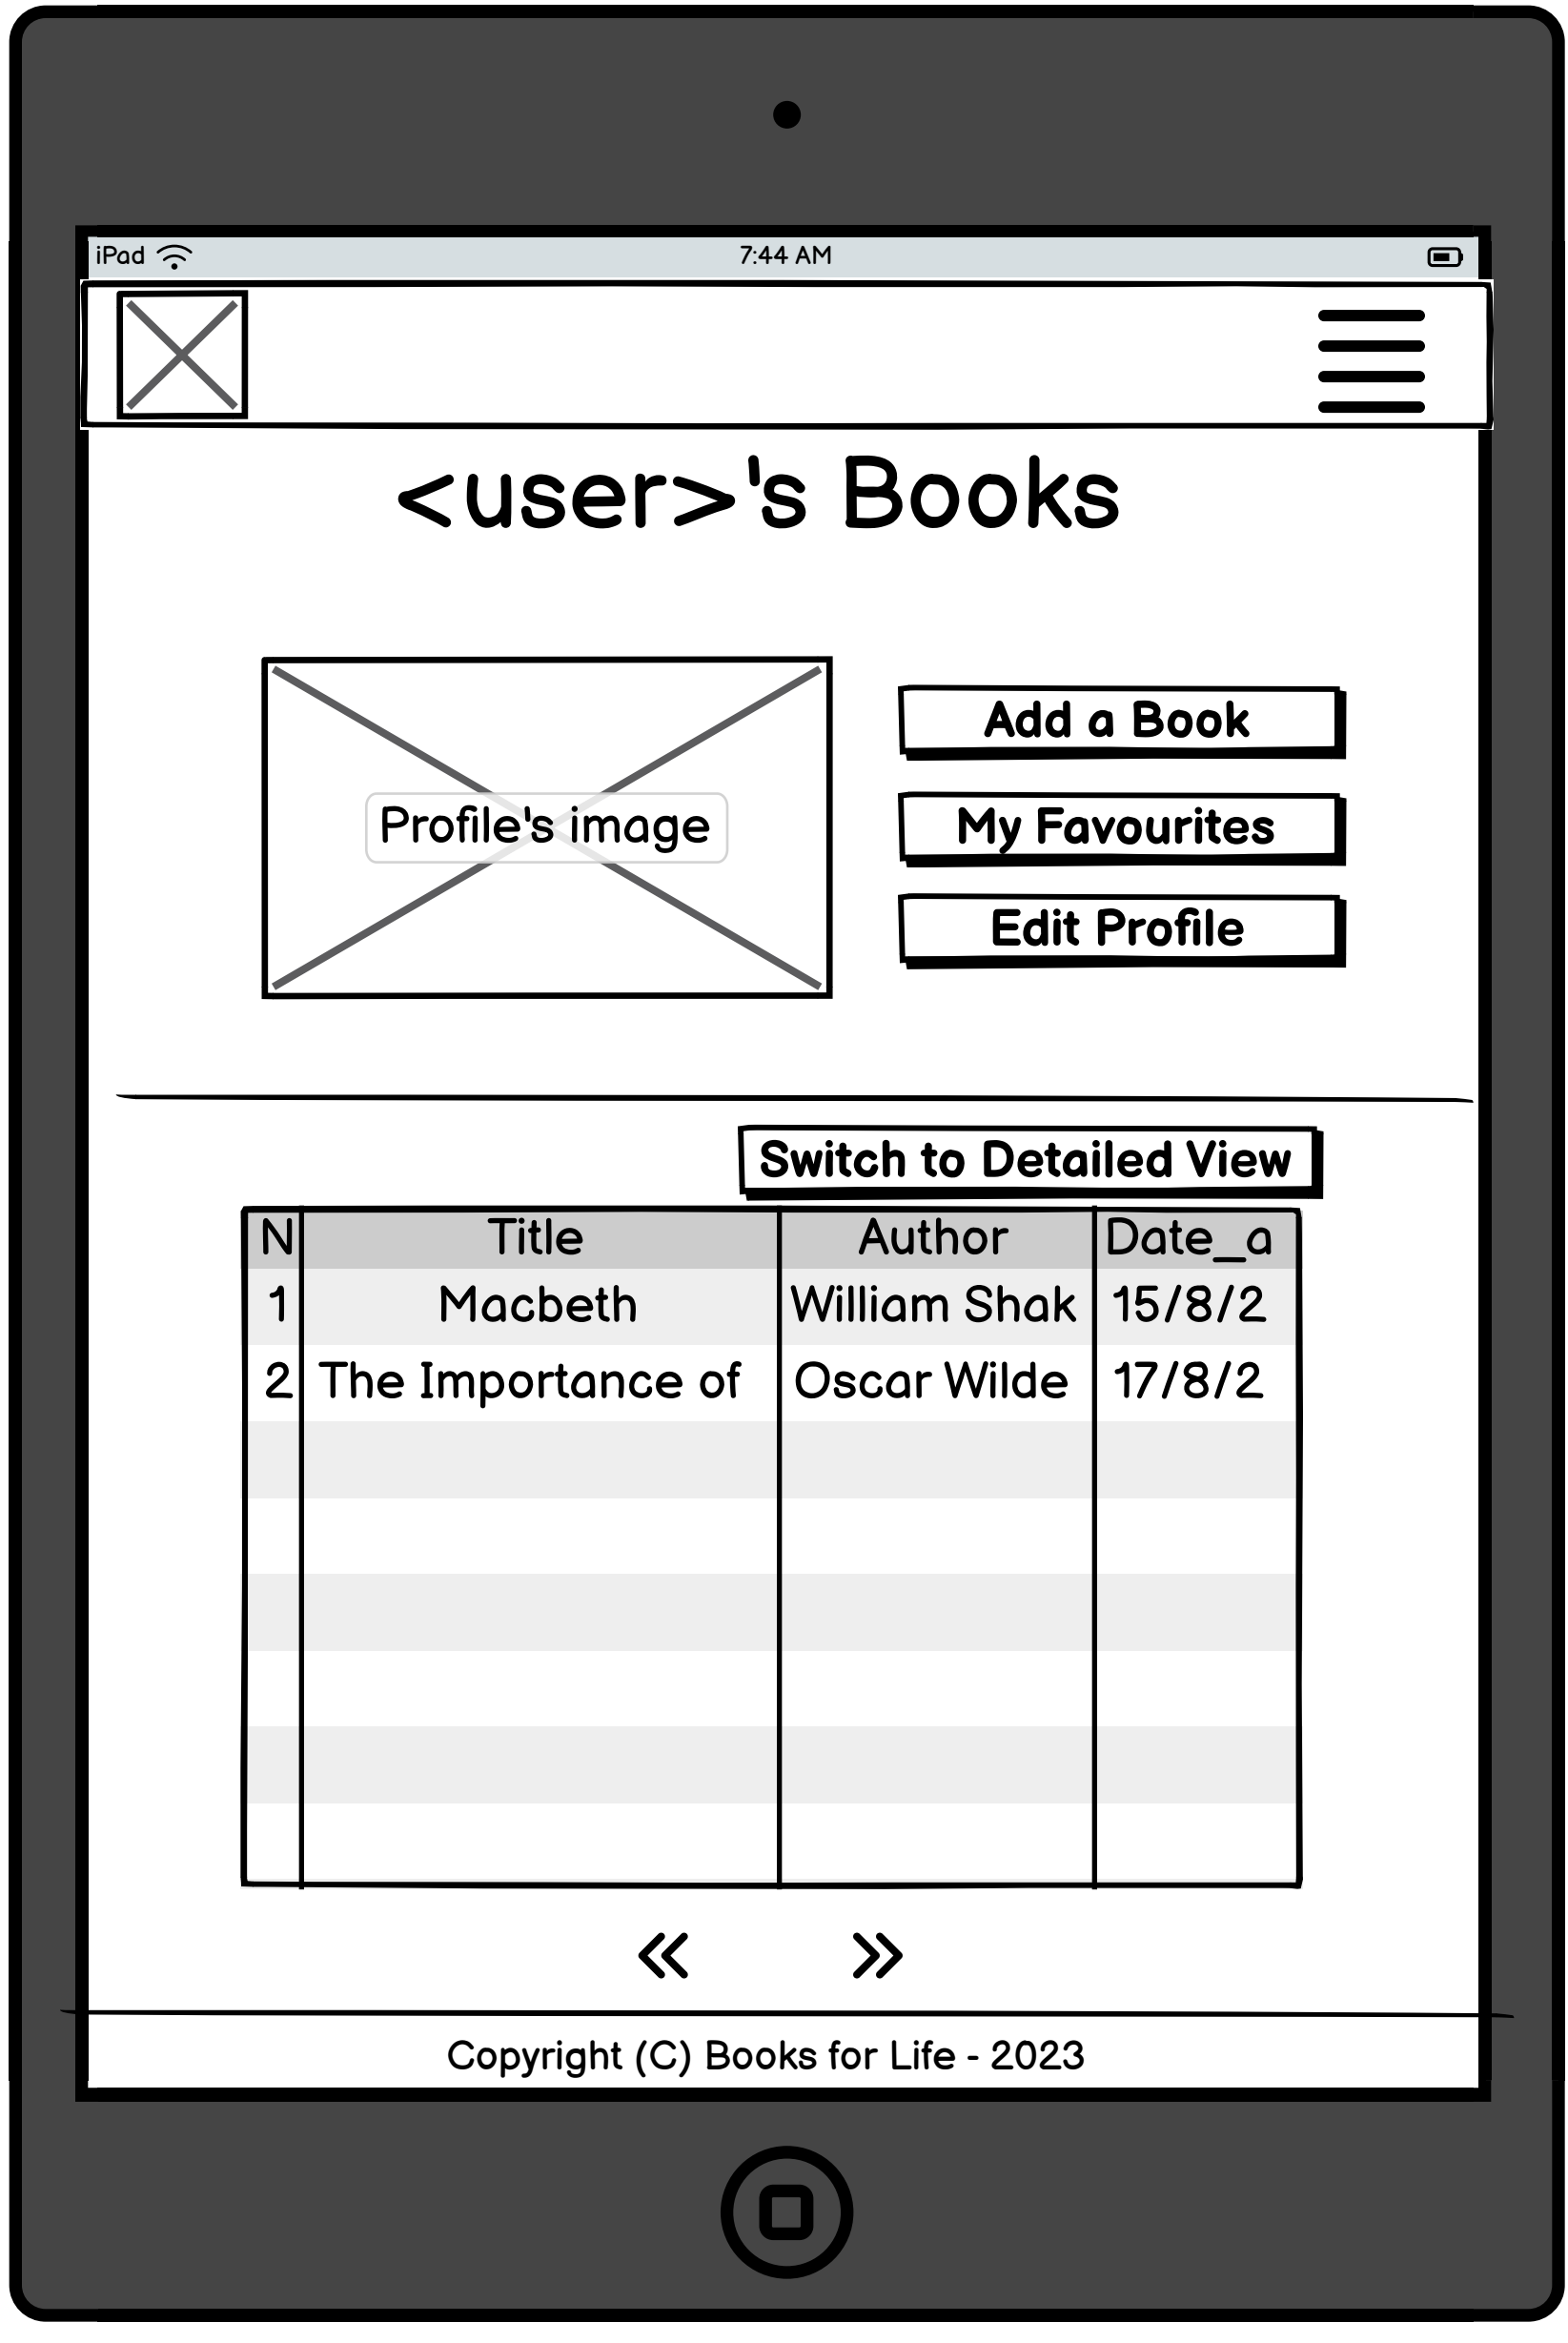 iPad 7:44 AM
<user>'s Books
Profile's image
Add a Book
My Favourites
Edit Profile
Switch to Detailed View
N Title Author Date_a
1 Macbeth William Shak 15/8/2
2 The Importance of Oscar Wilde 17/8/2
Copyright (C) Books for Life - 2023